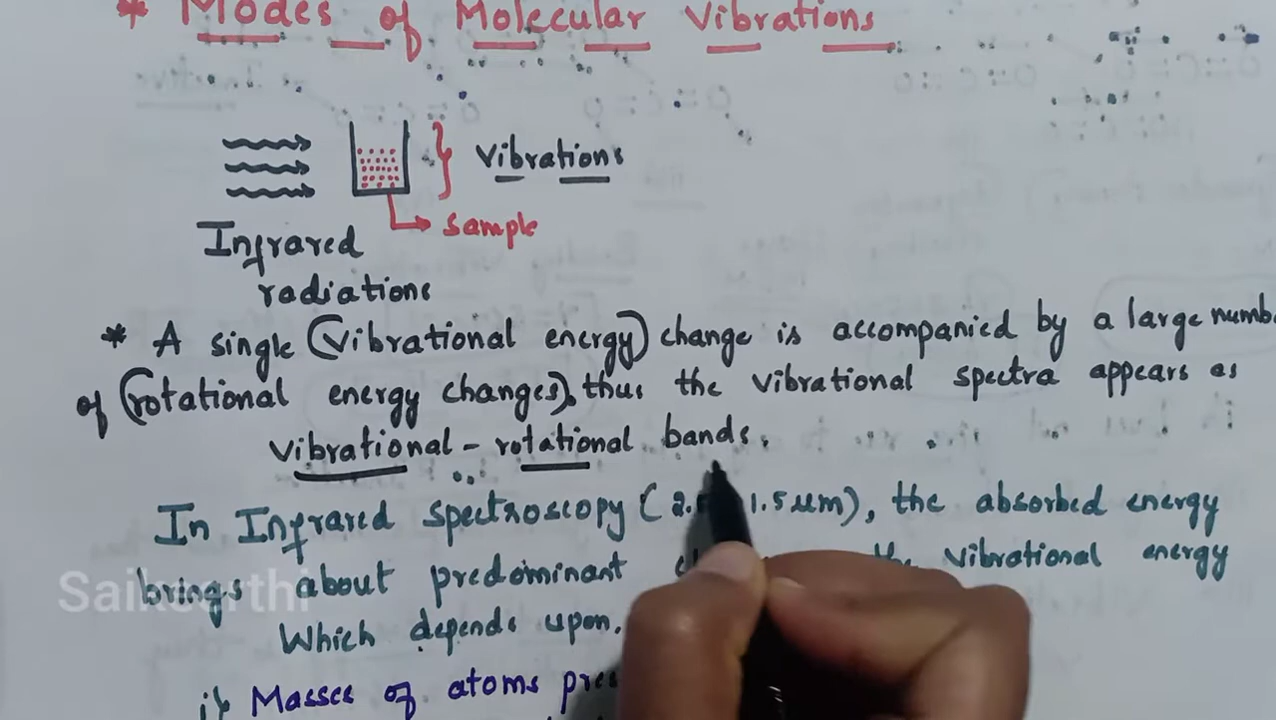 * Modes of Molecular Vibrations
Vibrations
Sample
Infrared
radiations
* A single (vibrational energy) change is accompanied by a large numb
of (rotational energy changes), thus the vibrational spectra appears as
vibrational - rotational bands.
In Infrared spectroscopy ( 1.5 um), the absorbed energy
brings about predominant the vibrational energy
Which depends upon.
i) Masses of atoms
Saikeerthi